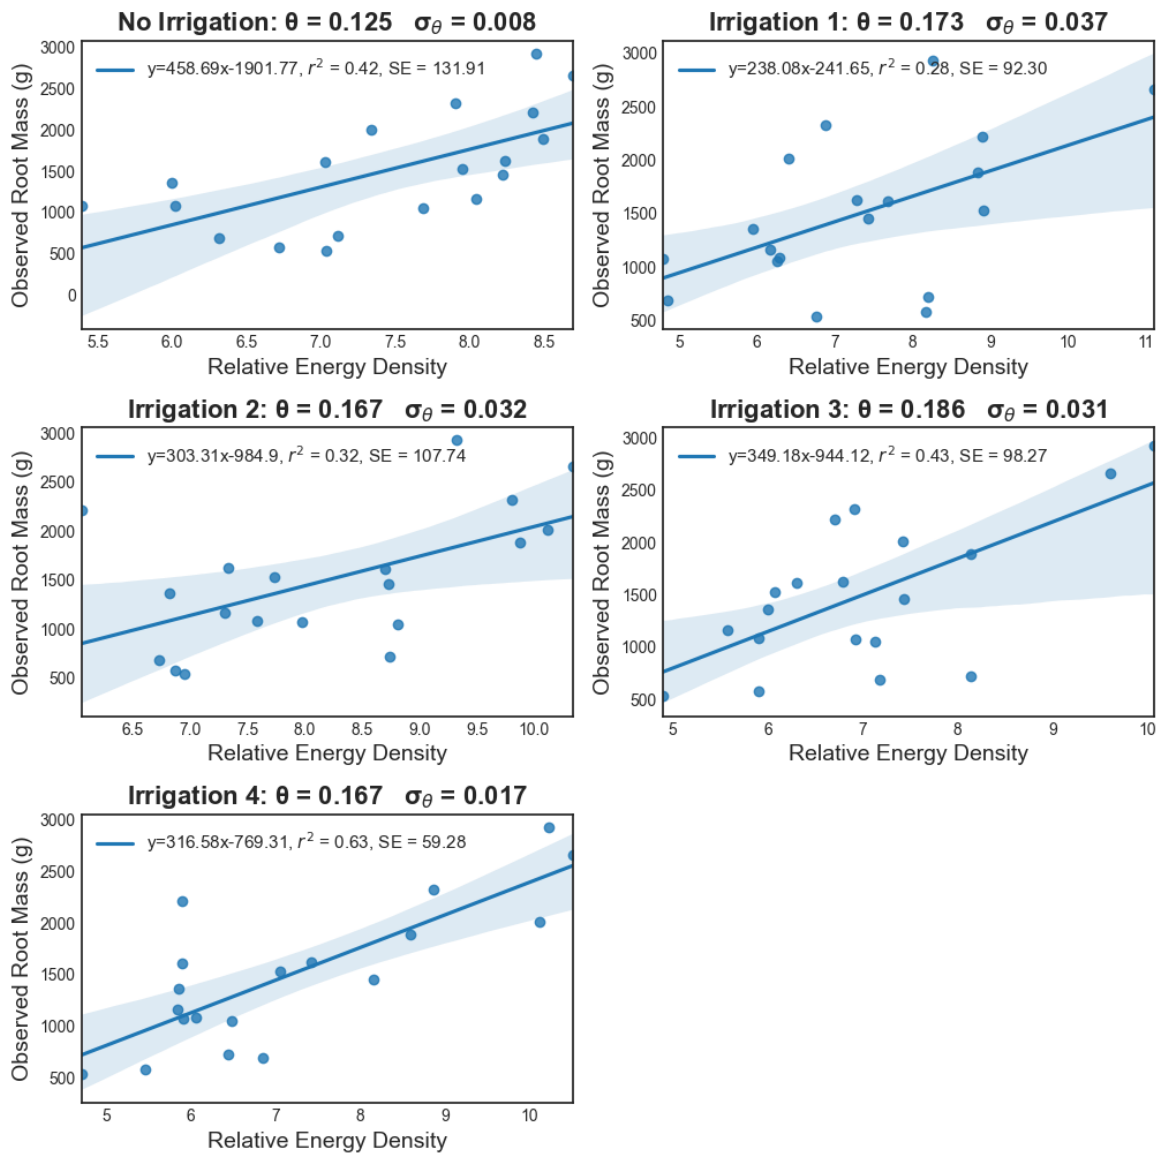 No Irrigation: θ = 0.125 σθ = 0.008
Observed Root Mass (g)
y=458.69x-1901.77, r² = 0.42, SE = 131.91
3000
2500
2000
1500
1000
500
0
5.5 6.0 6.5 7.0 7.5 8.0 8.5
Relative Energy Density
Irrigation 1: θ = 0.173 σθ = 0.037
Observed Root Mass (g)
y=238.08x-241.65, r² = 0.28, SE = 92.30
3000
2500
2000
1500
1000
500
5 6 7 8 9 10 11
Relative Energy Density
Irrigation 2: θ = 0.167 σθ = 0.032
Observed Root Mass (g)
y=303.31x-984.9, r² = 0.32, SE = 107.74
3000
2500
2000
1500
1000
500
6.5 7.0 7.5 8.0 8.5 9.0 9.5 10.0
Relative Energy Density
Irrigation 3: θ = 0.186 σθ = 0.031
Observed Root Mass (g)
y=349.18x-944.12, r² = 0.43, SE = 98.27
3000
2500
2000
1500
1000
500
5 6 7 8 9 10
Relative Energy Density
Irrigation 4: θ = 0.167 σθ = 0.017
Observed Root Mass (g)
y=316.58x-769.31, r² = 0.63, SE = 59.28
3000
2500
2000
1500
1000
500
5 6 7 8 9 10
Relative Energy Density